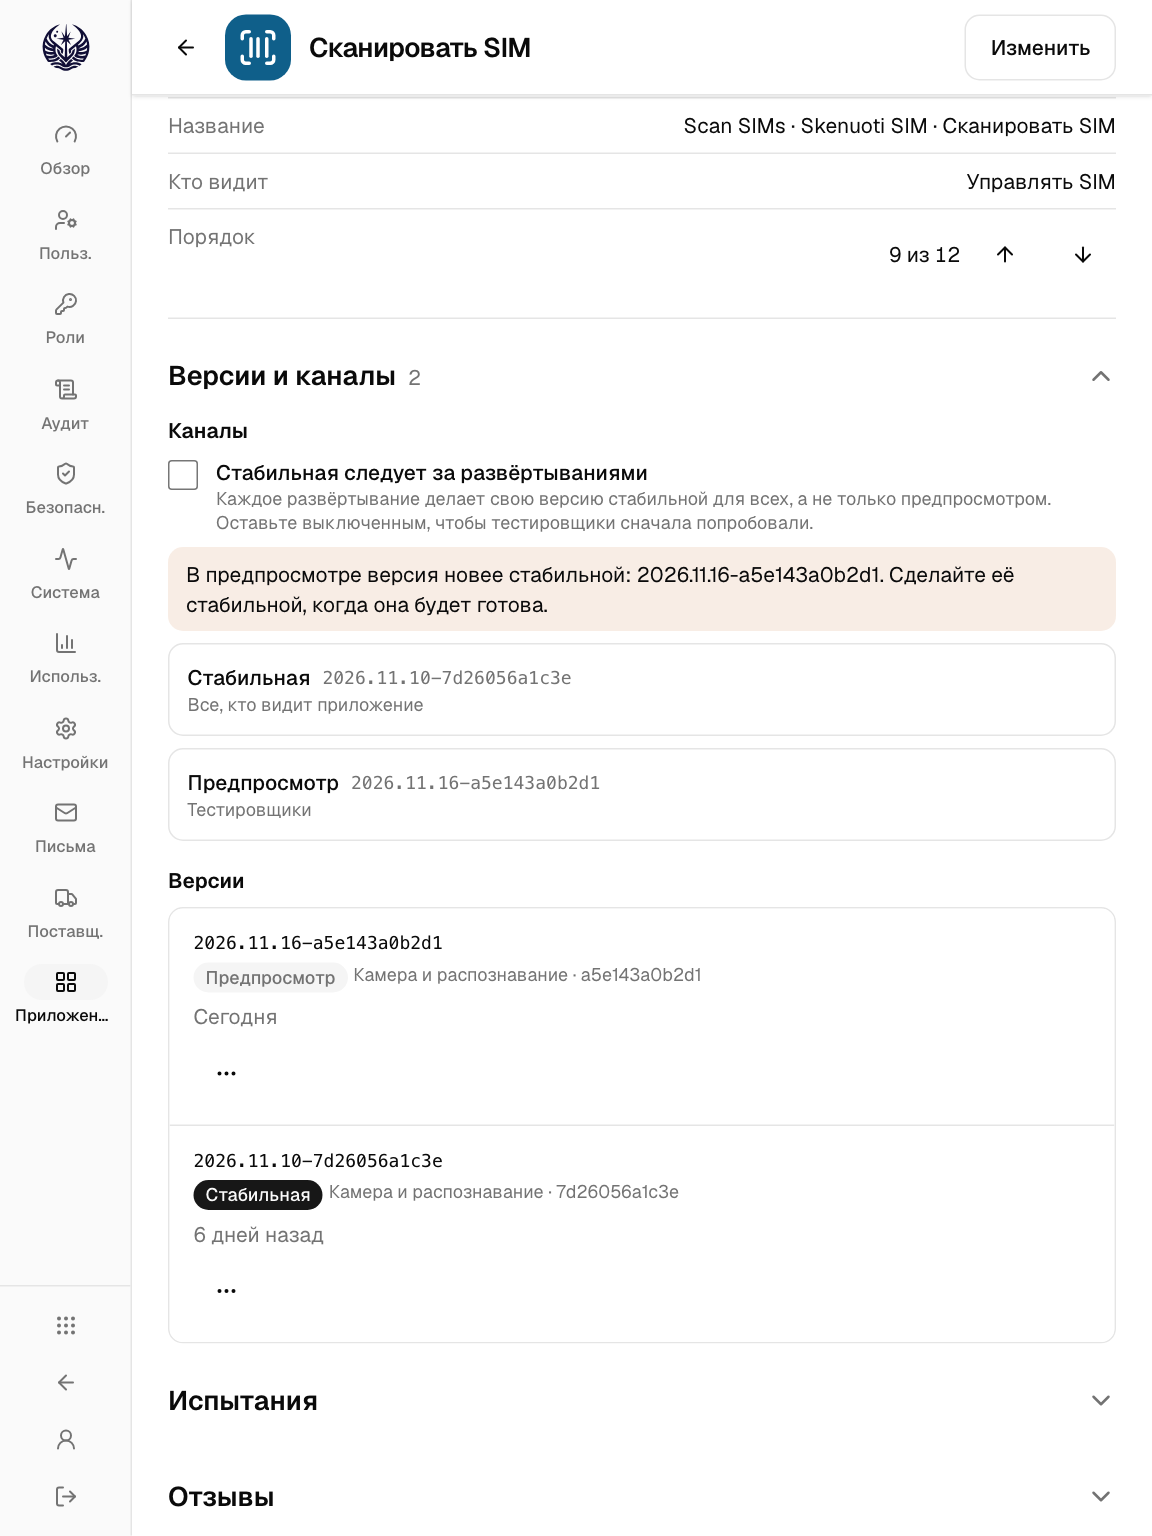 Сканировать SIM
Изменить
Обзор
Польз.
Роли
Аудит
Безопасн.
Система
Использ.
Настройки
Письма
Поставщ.
Приложен...
Название
Scan SIMs · Skenuoti SIM · Сканировать SIM
Кто видит
Управлять SIM
Порядок
9 из 12
Версии и каналы 2
Каналы
Стабильная следует за развёртываниями
Каждое развёртывание делает свою версию стабильной для всех, а не только предпросмотром.
Оставьте выключенным, чтобы тестировщики сначала попробовали.
В предпросмотре версия новее стабильной: 2026.11.16-a5e143a0b2d1. Сделайте её
стабильной, когда она будет готова.
Стабильная 2026.11.10-7d26056a1c3e
Все, кто видит приложение
Предпросмотр 2026.11.16-a5e143a0b2d1
Тестировщики
Версии
2026.11.16-a5e143a0b2d1
Предпросмотр Камера и распознавание · a5e143a0b2d1
Сегодня
2026.11.10-7d26056a1c3e
Стабильная Камера и распознавание · 7d26056a1c3e
6 дней назад
Испытания
Отзывы